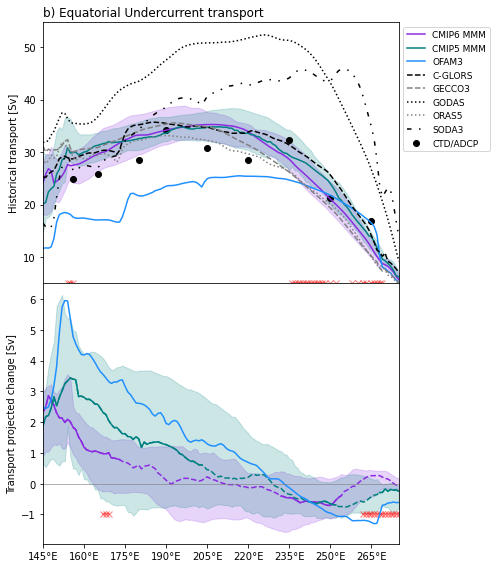 b) Equatorial Undercurrent transport
Historical transport [Sv]
50
40
30
20
10
CMIP6 MMM
CMIP5 MMM
OFAM3
C-GLORS
GECCO3
GODAS
ORAS5
SODA3
CTD/ADCP
Transport projected change [Sv]
6
5
4
3
2
1
0
−1
145°E 160°E 175°E 190°E 205°E 220°E 235°E 250°E 265°E